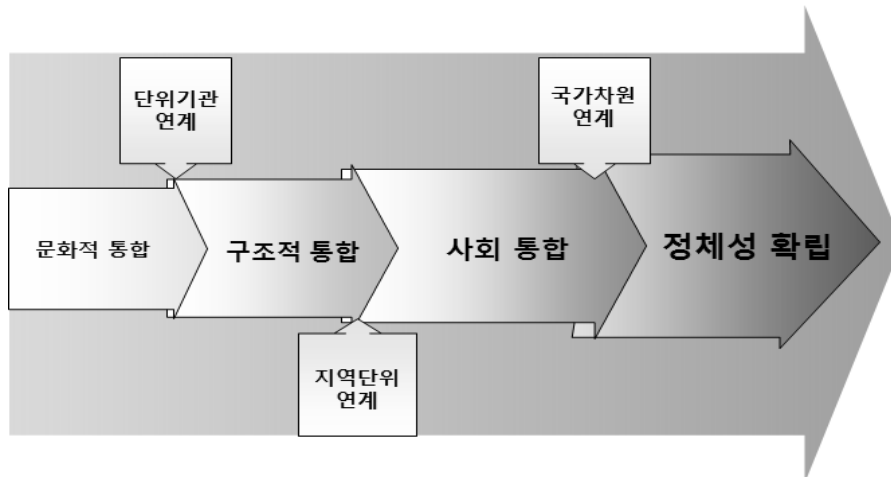 단위기관
연계
국가차원
연계
문화적 통합
구조적 통합
사회 통합
정체성 확립
지역단위
연계